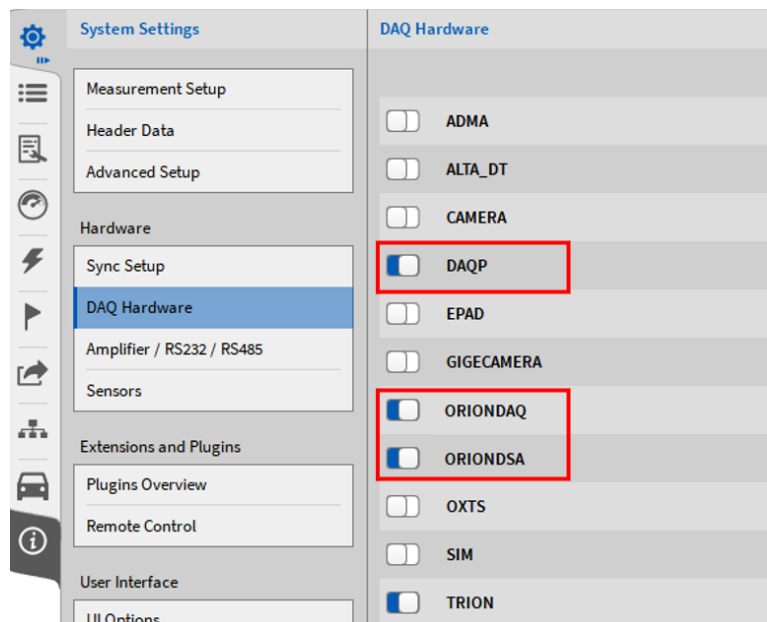 System Settings
Measurement Setup
Header Data
Advanced Setup
Hardware
Sync Setup
DAQ Hardware
Amplifier / RS232 / RS485
Sensors
Extensions and Plugins
Plugins Overview
Remote Control
User Interface
UI Options
DAQ Hardware
ADMA
ALTA_DT
CAMERA
DAQP
EPAD
GIGECAMERA
ORIONDAQ
ORIONDSA
OXTS
SIM
TRION